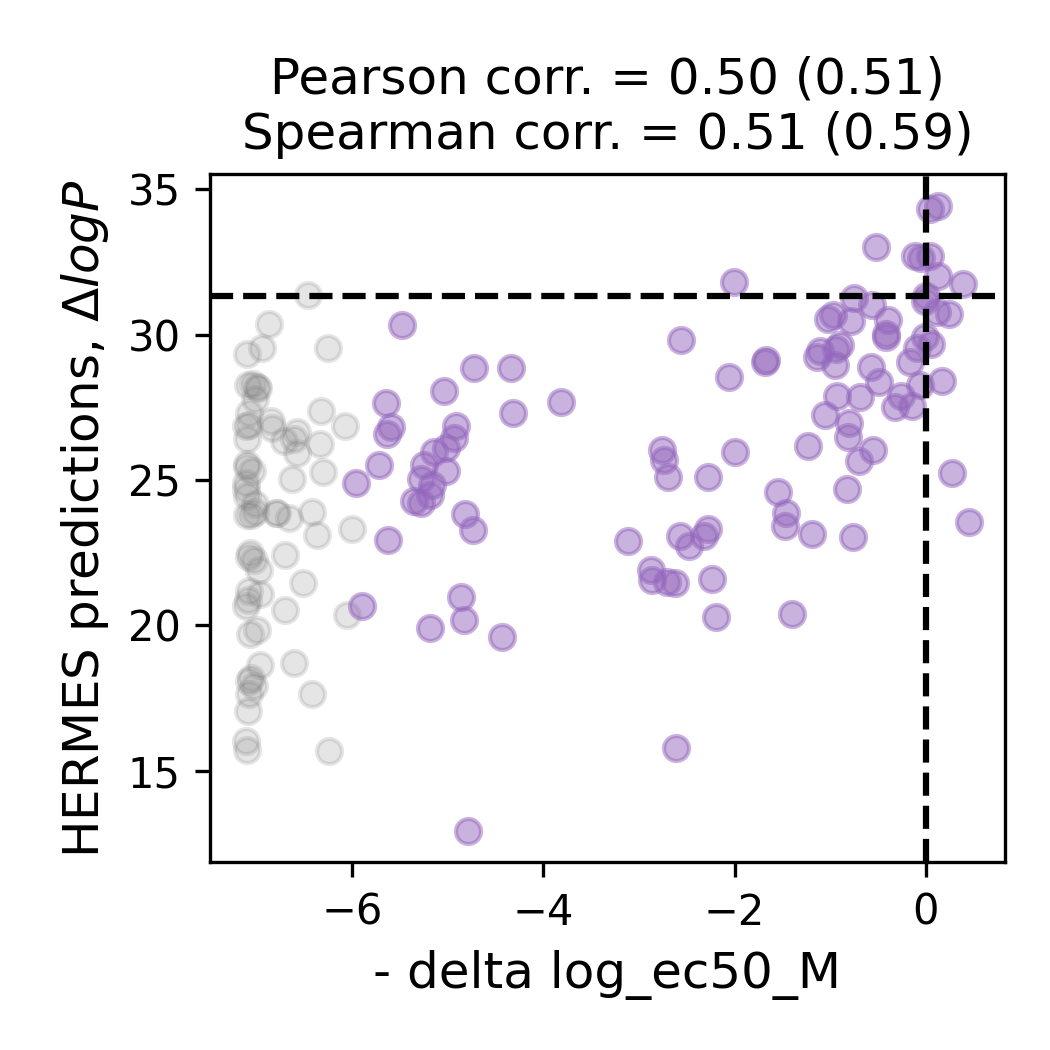 Pearson corr. = 0.50 (0.51)
Spearman corr. = 0.51 (0.59)
HERMES predictions, ΔlogP
35
30
25
20
15
−6
−4
−2
0
- delta log_ec50_M